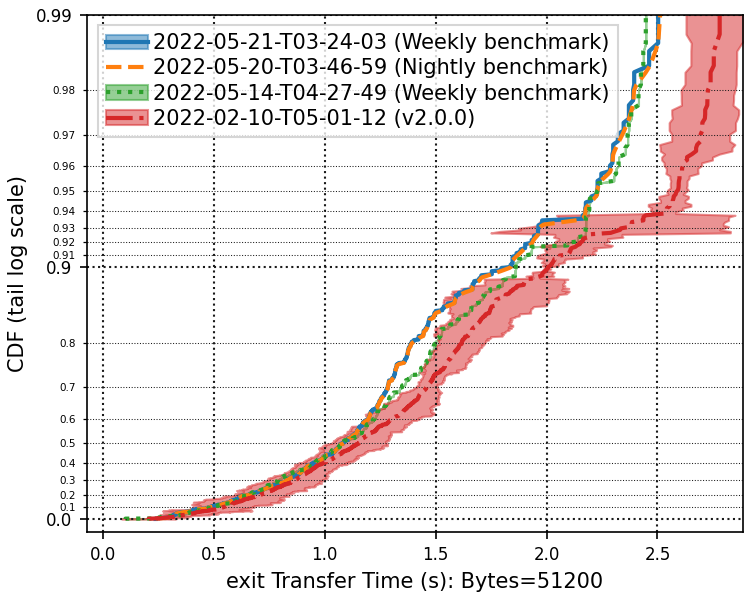 0.99
2022-05-21-T03-24-03 (Weekly benchmark)
2022-05-20-T03-46-59 (Nightly benchmark)
2022-05-14-T04-27-49 (Weekly benchmark)
2022-02-10-T05-01-12 (v2.0.0)
0.98
0.97
0.96
0.95
0.94
0.93
0.92
0.91
0.9
0.8
0.7
0.6
0.5
0.4
0.3
0.2
0.1
0.0
CDF (tail log scale)
0.0 0.5 1.0 1.5 2.0 2.5
exit Transfer Time (s): Bytes=51200